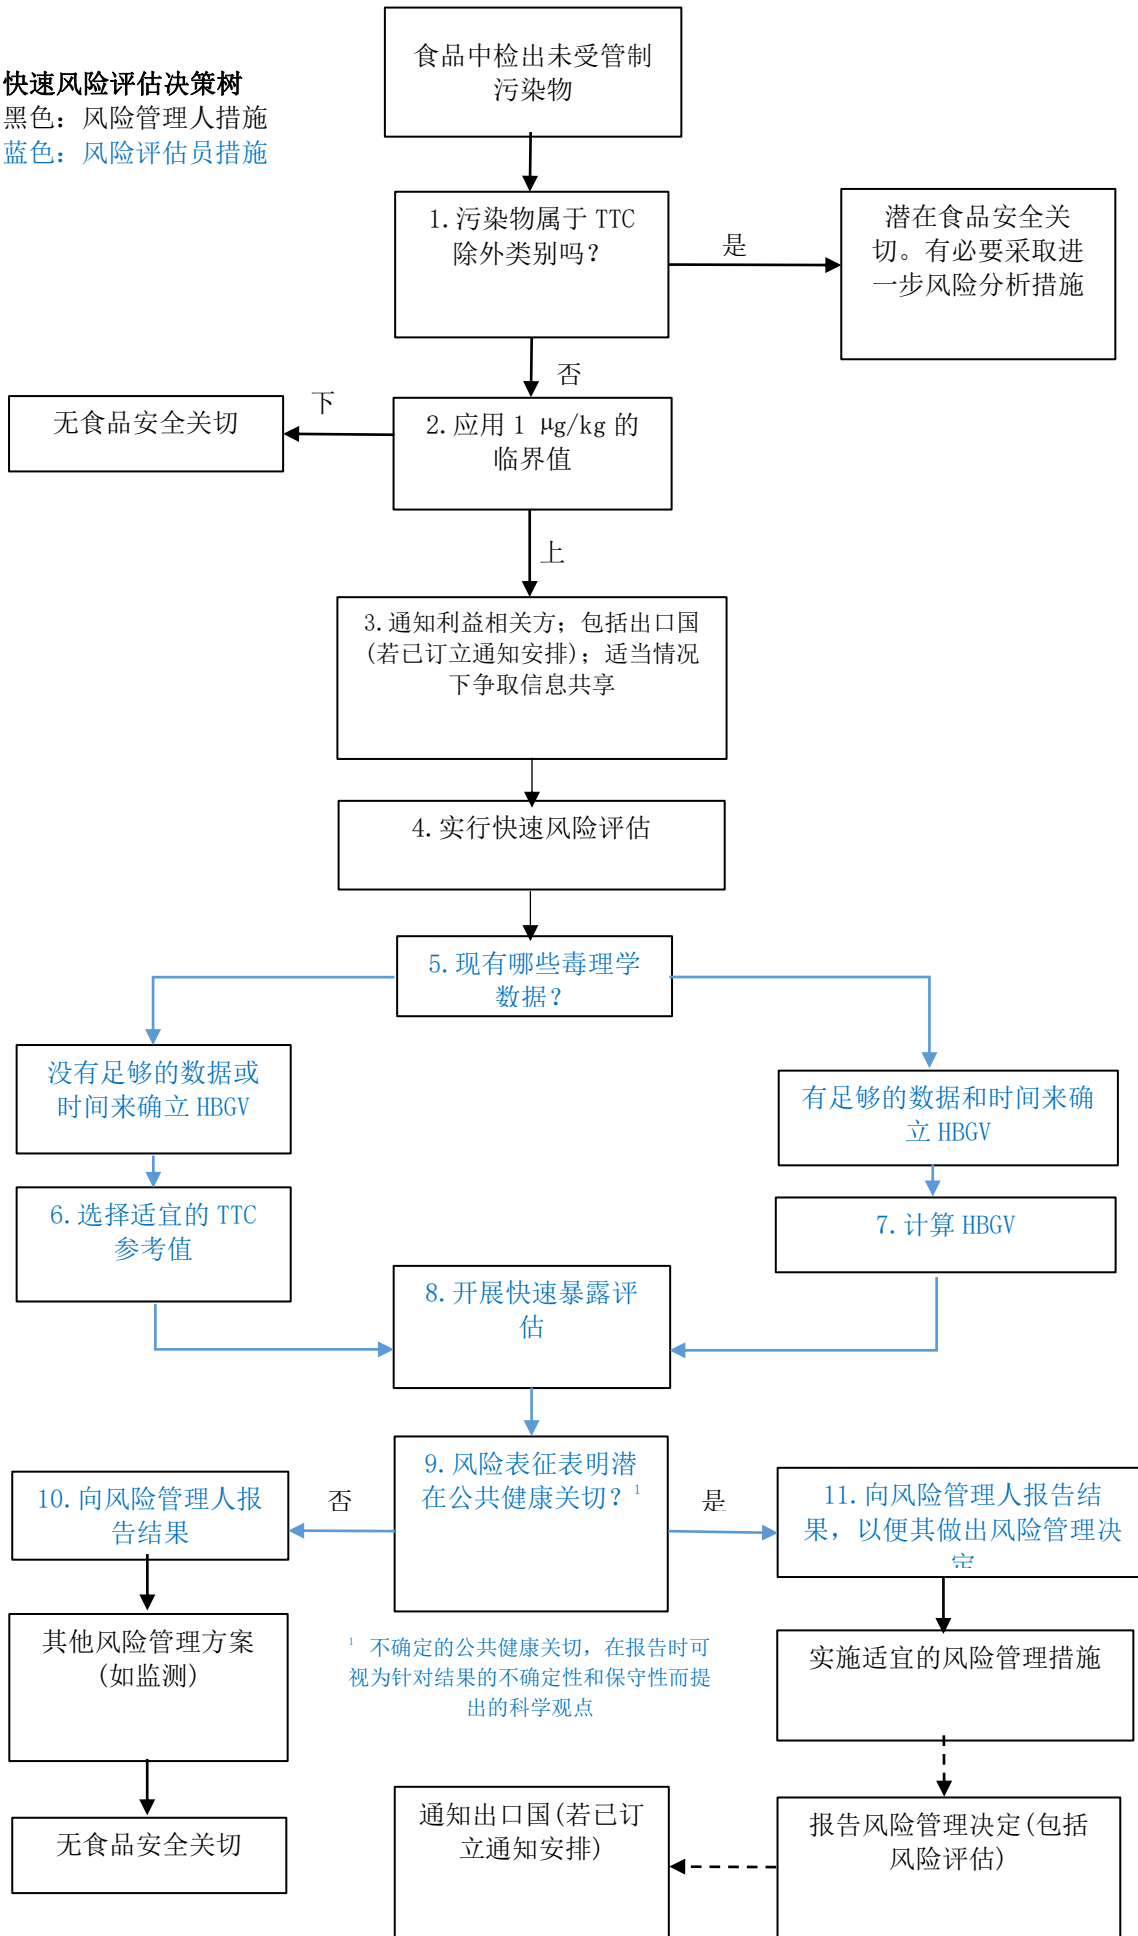 食品中检出未受管制
污染物
快速风险评估决策树
黑色：风险管理人措施
蓝色：风险评估员措施
1.污染物属于 TTC
除外类别吗？
是
潜在食品安全关
切。有必要采取进
一步风险分析措施
否
无食品安全关切
下
2.应用 1 μg/kg 的
临界值
上
3.通知利益相关方；包括出口国
(若已订立通知安排)；适当情况
下争取信息共享
4.实行快速风险评估
5.现有哪些毒理学
数据？
没有足够的数据或
时间来确立 HBGV
有足够的数据和时间来确
立 HBGV
6.选择适宜的 TTC
参考值
7.计算 HBGV
8.开展快速暴露评
估
9.风险表征表明潜
在公共健康关切？1
10.向风险管理人报
告结果
否
是
11.向风险管理人报告结
果，以便其做出风险管理决
定
其他风险管理方案
(如监测)
1 不确定的公共健康关切，在报告时可
视为针对结果的不确定性和保守性而提
出的科学观点
实施适宜的风险管理措施
无食品安全关切
通知出口国(若已订
立通知安排)
报告风险管理决定(包括
风险评估)